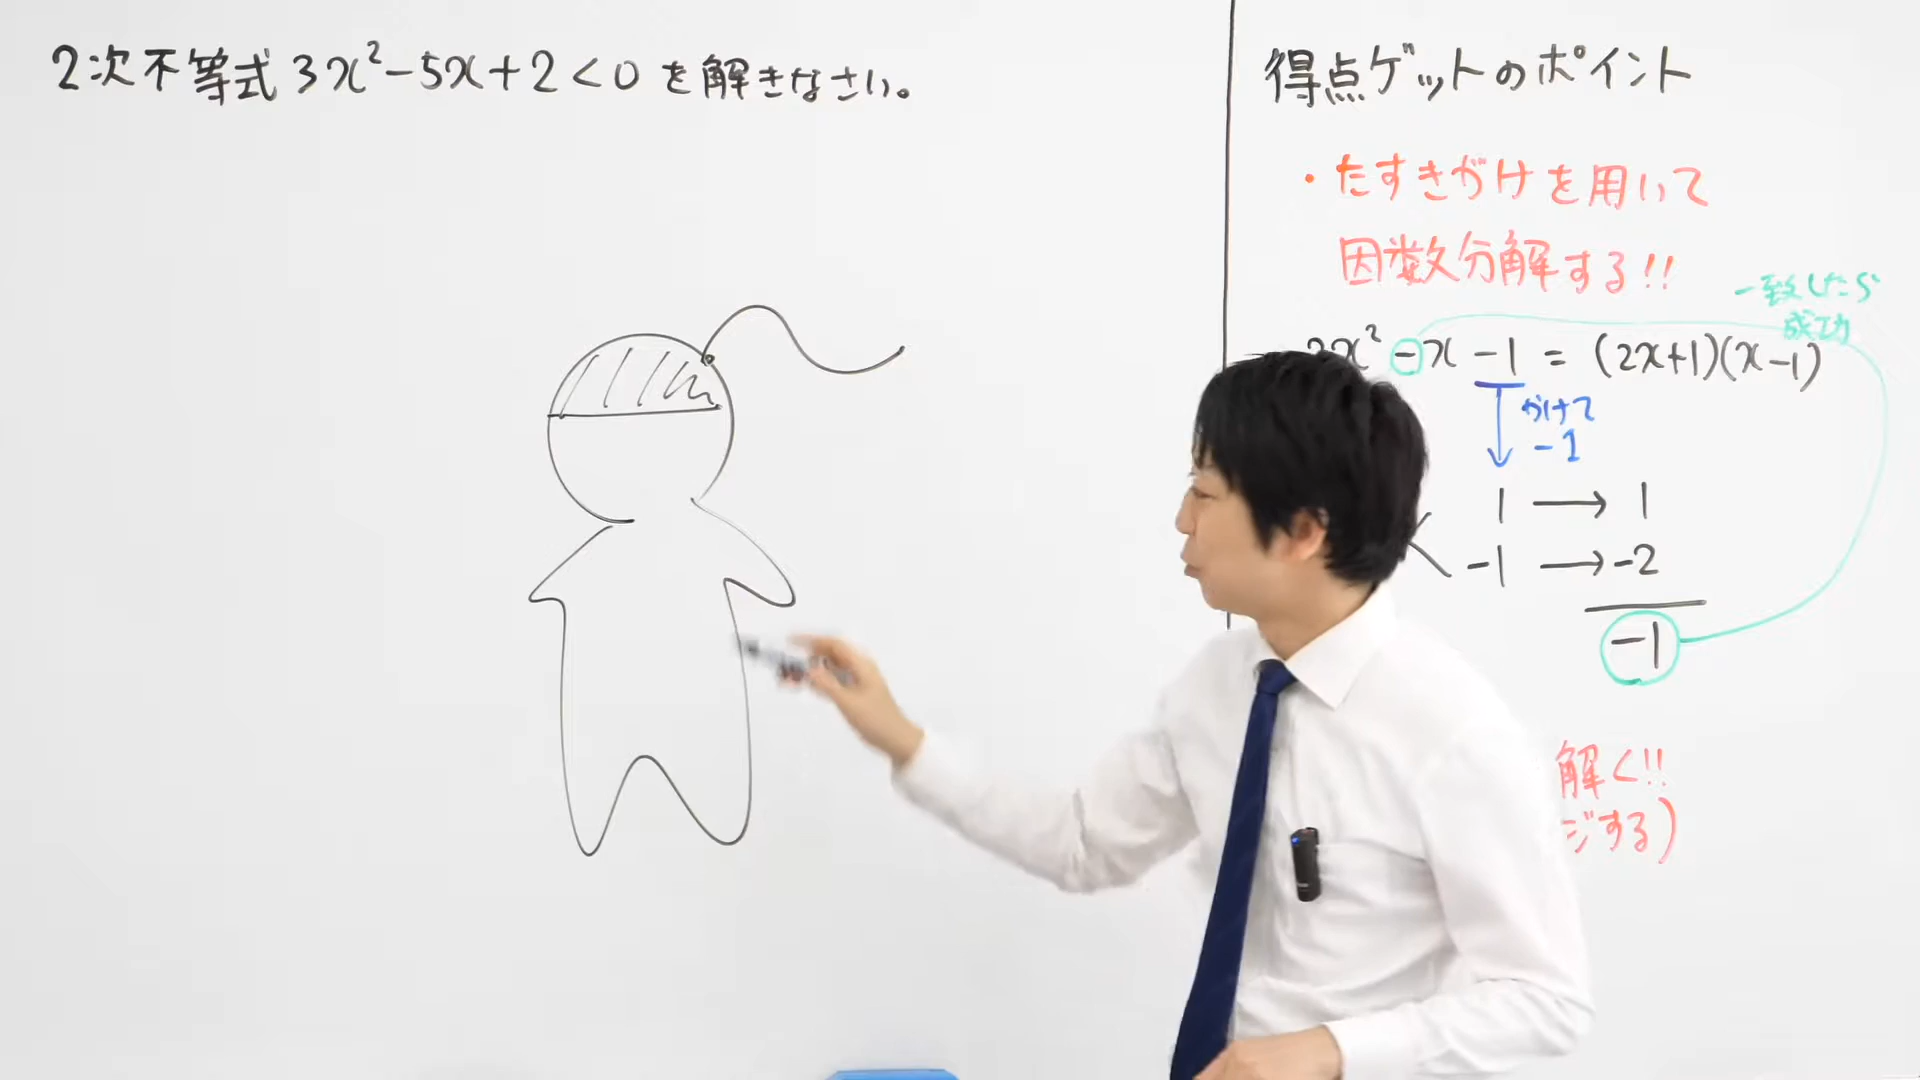 2次不等式 3x²-5x+2<0 を解きなさい。
得点ゲットのポイント
・たすきがけを用いて
因数分解する!!
一致したら
成功
2x² -x -1 = (2x+1)(x-1)
かけて
-1
1 → 1
-1 → -2
-1
解く!!
ジする)